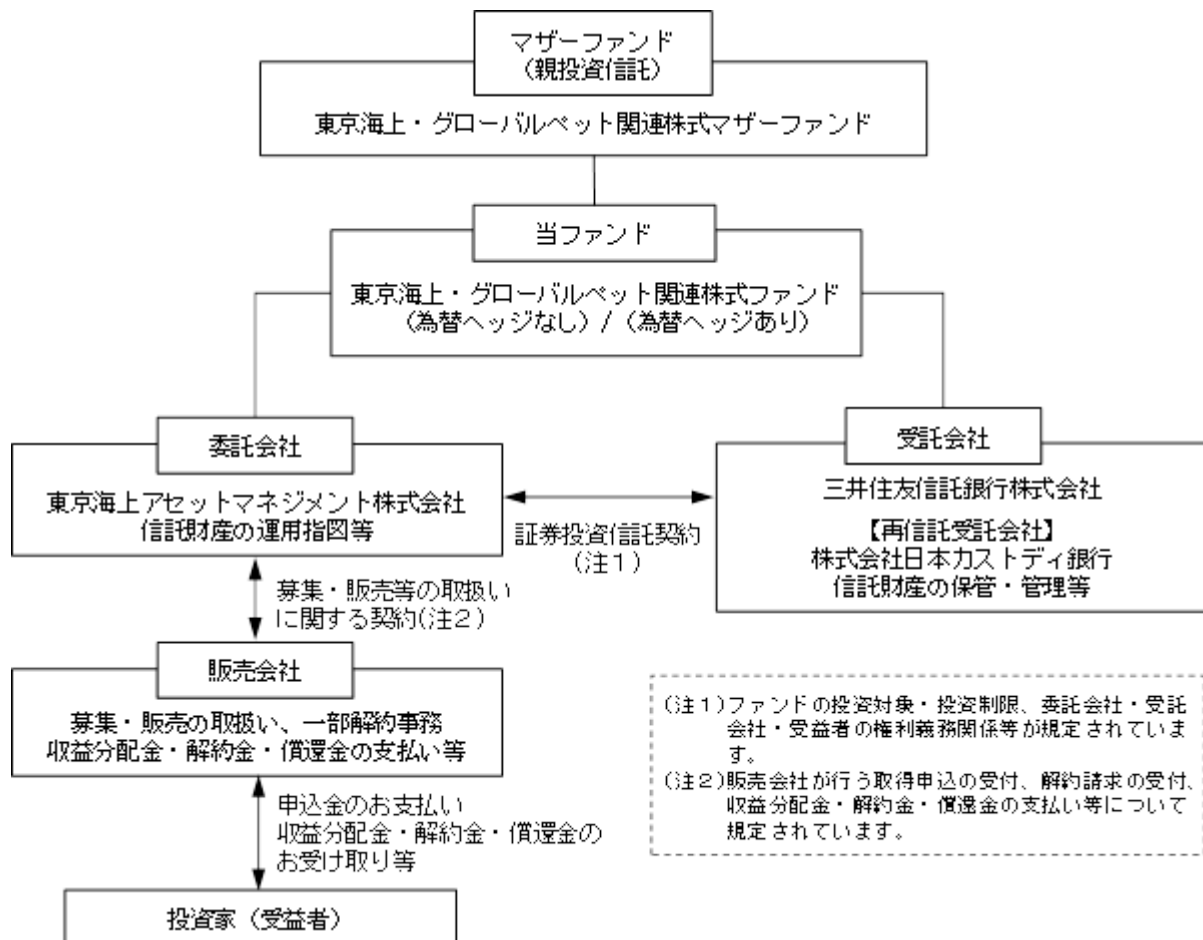 マザーファンド
(親投資信託)
東京海上・グローバルペット関連株式マザーファンド
当ファンド
東京海上・グローバルペット関連株式ファンド
(為替ヘッジなし) / (為替ヘッジあり)
委託会社
東京海上アセットマネジメント株式会社
信託財産の運用指図等
証券投資信託契約
(注1)
受託会社
三井住友信託銀行株式会社
【再信託受託会社】
株式会社日本カストディ銀行
信託財産の保管・管理等
募集・販売等の取扱い
に関する契約(注2)
販売会社
募集・販売の取扱い、一部解約事務
収益分配金・解約金・償還金の支払い等
申込金のお支払い
収益分配金・解約金・償還金の
お受け取り等
投資家(受益者)
(注1)ファンドの投資対象・投資制限、委託会社・受託
会社・受益者の権利義務関係等が規定されていま
す。
(注2)販売会社が行う取得申込の受付、解約請求の受付、
収益分配金・解約金・償還金の支払い等について
規定されています。